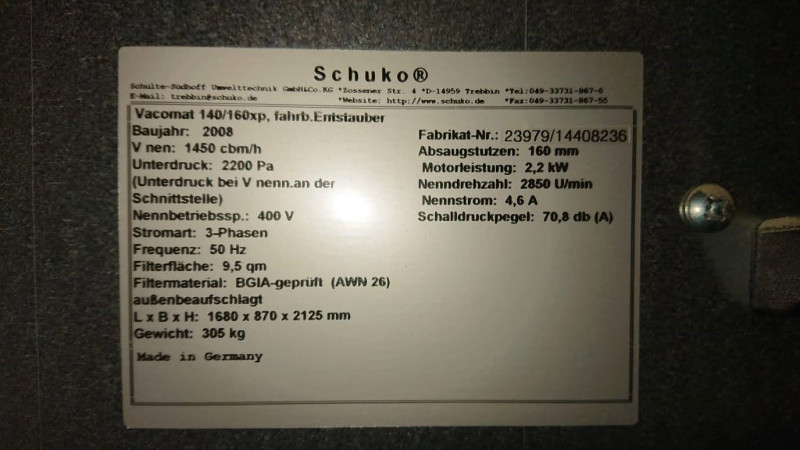 Schuko®
Schulte-Südhoff Umwelttechnik GmbH&Co.KG *Zossener Str. 4 *D-14959 Trebbin *Tel:049-33731-867-0
E-Mail: trebbin@schuko.de *Website: http://www.schuko.de *Fax:049-33731-867-55
Vacomat 140/160xp, fahrb.Entstauber
Baujahr: 2008
Fabrikat-Nr.: 23979/14408236
V nen: 1450 cbm/h
Absaugstutzen: 160 mm
Unterdruck: 2200 Pa
Motorleistung: 2,2 kW
(Unterdruck bei V nenn.an der
Nenndrehzahl: 2850 U/min
Schnittstelle)
Nennstrom: 4,6 A
Nennbetriebssp.: 400 V
Schalldruckpegel: 70,8 db (A)
Stromart: 3-Phasen
Frequenz: 50 Hz
Filterfläche: 9,5 qm
Filtermaterial: BGIA-geprüft (AWN 26)
außenbeaufschlagt
L x B x H: 1680 x 870 x 2125 mm
Gewicht: 305 kg
Made in Germany